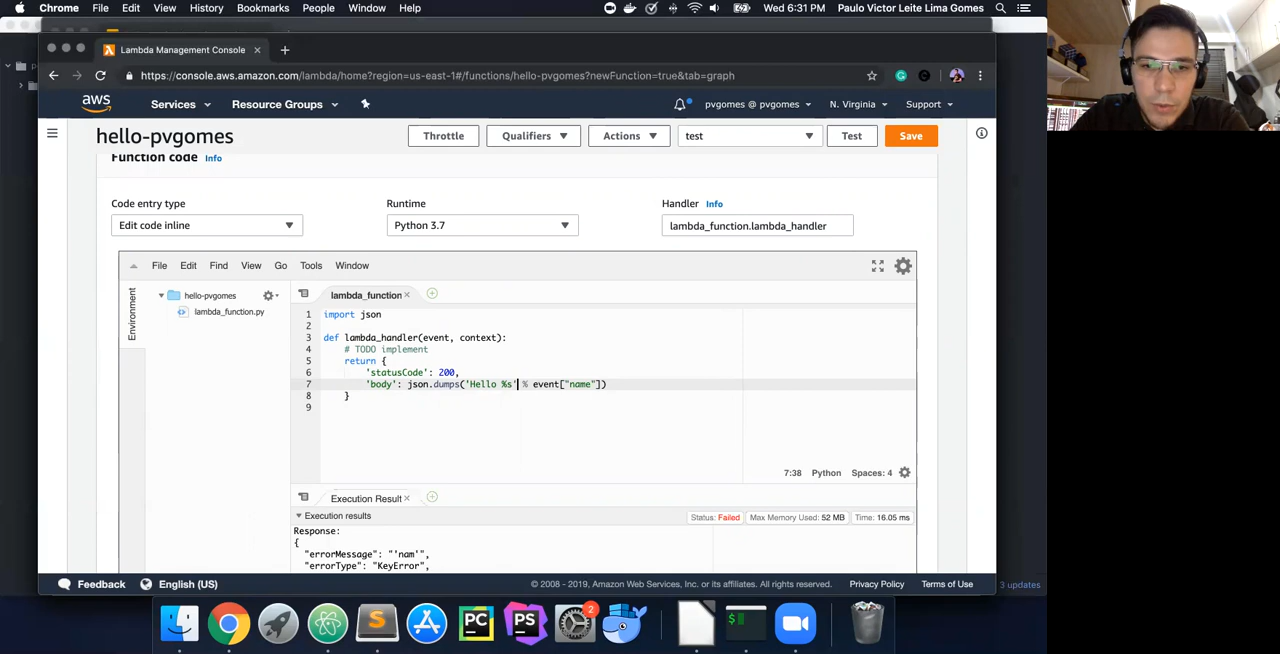 Chrome File Edit View History Bookmarks People Window Help Wed 6:31 PM Paulo Victor Leite Lima Gomes
Lambda Management Console
https://console.aws.amazon.com/lambda/home?region=us-east-1#/functions/hello-pvgomes?newFunction=true&tab=graph
aws Services Resource Groups pvgomes @ pvgomes N. Virginia Support
hello-pvgomes Throttle Qualifiers Actions test Test Save
Function code Info
Code entry type Runtime Handler Info
Edit code inline Python 3.7 lambda_function.lambda_handler
File Edit Find View Go Tools Window
Environment
hello-pvgomes
lambda_function.py
lambda_function
1 import json
2
3 def lambda_handler(event, context):
4 # TODO implement
5 return {
6 'statusCode': 200,
7 'body': json.dumps('Hello %s' % event["name"])
8 }
9
7:38 Python Spaces: 4
Execution Result
Execution results Status: Failed Max Memory Used: 52 MB Time: 16.05 ms
Response:
{
"errorMessage": "'nam'",
"errorType": "KeyError",
Feedback English (US) © 2008 - 2019, Amazon Web Services, Inc. or its affiliates. All rights reserved. Privacy Policy Terms of Use
3 updates
S PC PS 2 $